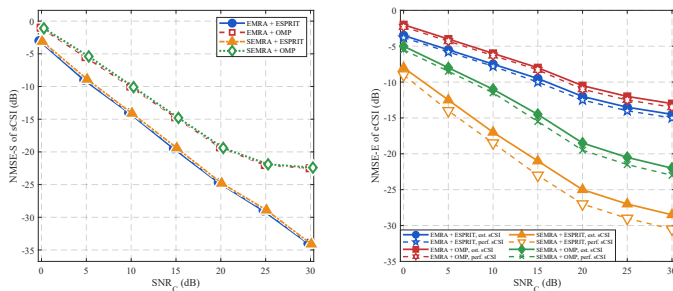 EMRA + ESPRIT
EMRA + OMP
SEMRA + ESPRIT
SEMRA + OMP
0
-5
-10
-15
-20
-25
-30
-35
NMSE-S of sCSI (dB)
0 5 10 15 20 25 30
SNR_C (dB)
0
-5
-10
-15
-20
-25
-30
-35
NMSE-E of eCSI (dB)
EMRA + ESPRIT, est. sCSI
EMRA + ESPRIT, perf. sCSI
EMRA + OMP, est. sCSI
EMRA + OMP, perf. sCSI
SEMRA + ESPRIT, est. sCSI
SEMRA + ESPRIT, perf. sCSI
SEMRA + OMP, est. sCSI
SEMRA + OMP, perf. sCSI
0 5 10 15 20 25 30
SNR_C (dB)